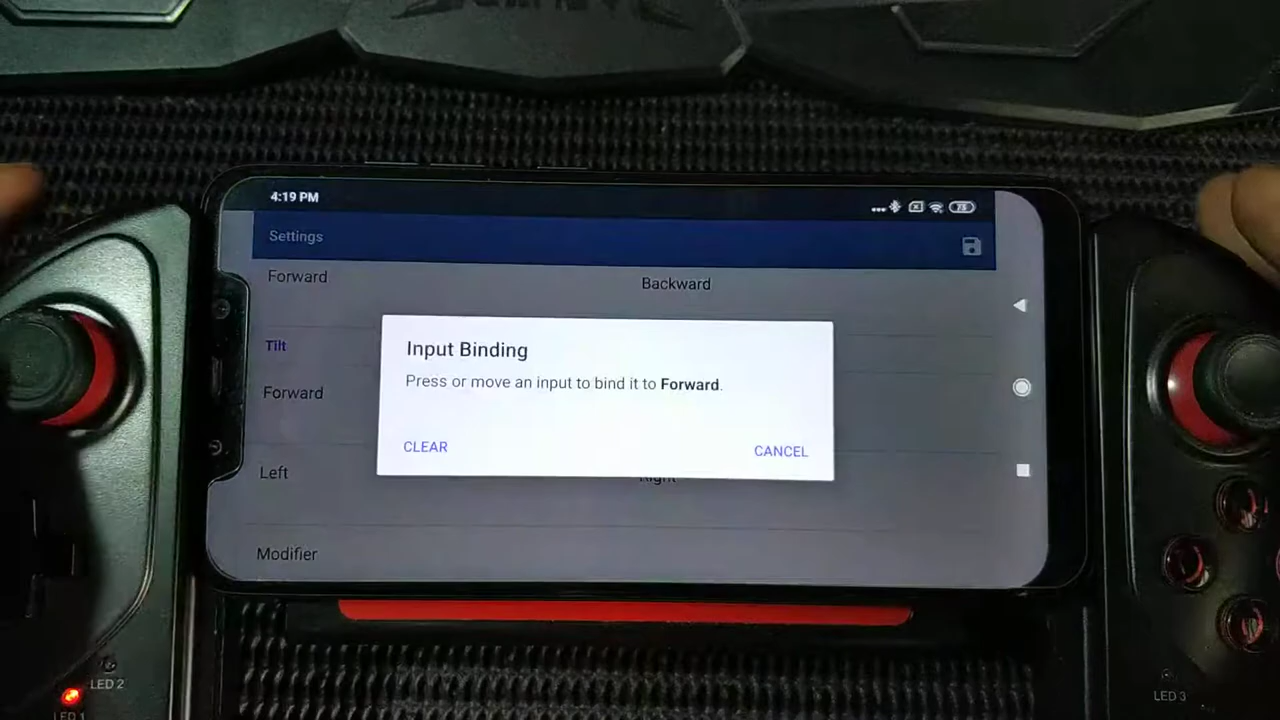 4:19 PM
73
Settings
Forward
Backward
Tilt
Input Binding
Press or move an input to bind it to Forward.
Forward
CLEAR
CANCEL
Left
Right
Modifier
LED 2
LED 1
LED 3